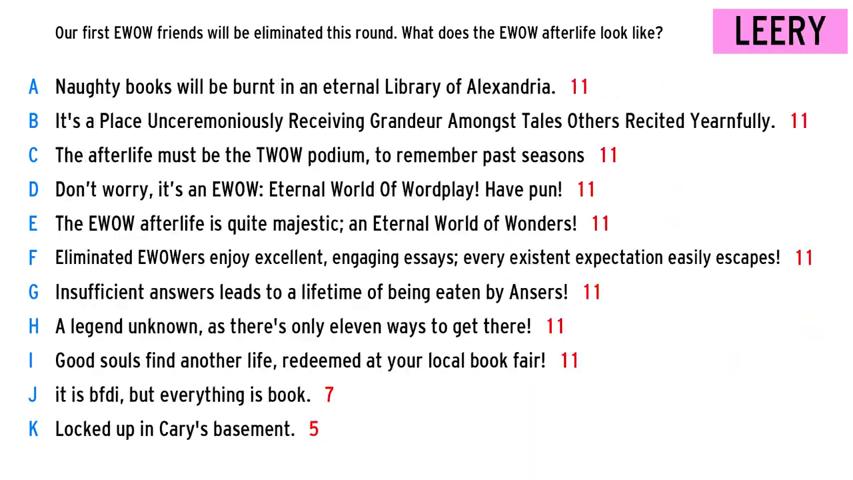 Our first EWOW friends will be eliminated this round. What does the EWOW afterlife look like?
LEERY
A Naughty books will be burnt in an eternal Library of Alexandria. 11
B It's a Place Unceremoniously Receiving Grandeur Amongst Tales Others Recited Yearnfully. 11
C The afterlife must be the TWOW podium, to remember past seasons 11
D Don’t worry, it’s an EWOW: Eternal World Of Wordplay! Have pun! 11
E The EWOW afterlife is quite majestic; an Eternal World of Wonders! 11
F Eliminated EWOWers enjoy excellent, engaging essays; every existent expectation easily escapes! 11
G Insufficient answers leads to a lifetime of being eaten by Ansers! 11
H A legend unknown, as there's only eleven ways to get there! 11
I Good souls find another life, redeemed at your local book fair! 11
J it is bfdi, but everything is book. 7
K Locked up in Cary's basement. 5